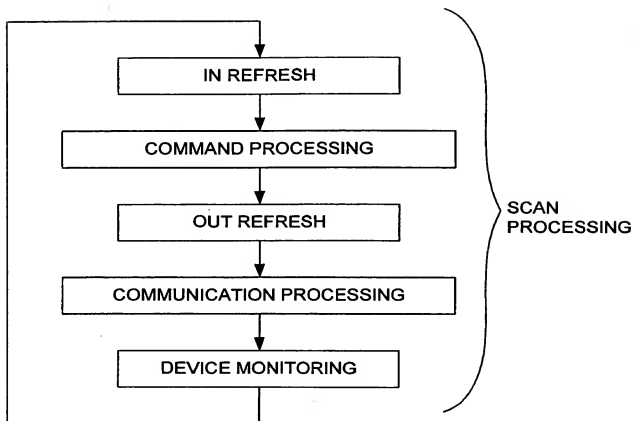 IN REFRESH
COMMAND PROCESSING
OUT REFRESH
COMMUNICATION PROCESSING
DEVICE MONITORING
SCAN
PROCESSING